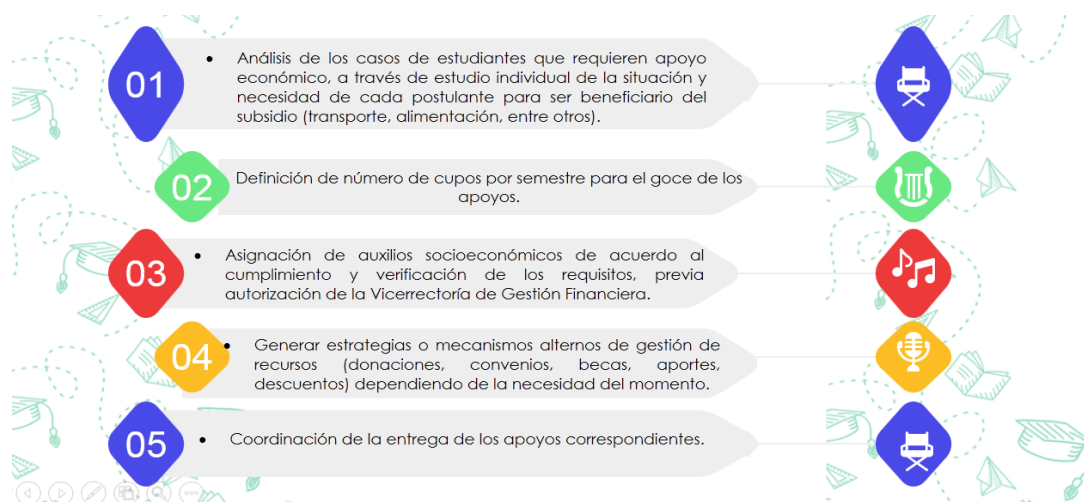 01
• Análisis de los casos de estudiantes que requieren apoyo
económico, a través de estudio individual de la situación y
necesidad de cada postulante para ser beneficiario del
subsidio (transporte, alimentación, entre otros).
02
Definición de número de cupos por semestre para el goce de los
apoyos.
03
• Asignación de auxilios socioeconómicos de acuerdo al
cumplimiento y verificación de los requisitos, previa
autorización de la Vicerrectoría de Gestión Financiera.
04
• Generar estrategias o mecanismos alternos de gestión de
recursos (donaciones, convenios, becas, aportes,
descuentos) dependiendo de la necesidad del momento.
05
• Coordinación de la entrega de los apoyos correspondientes.